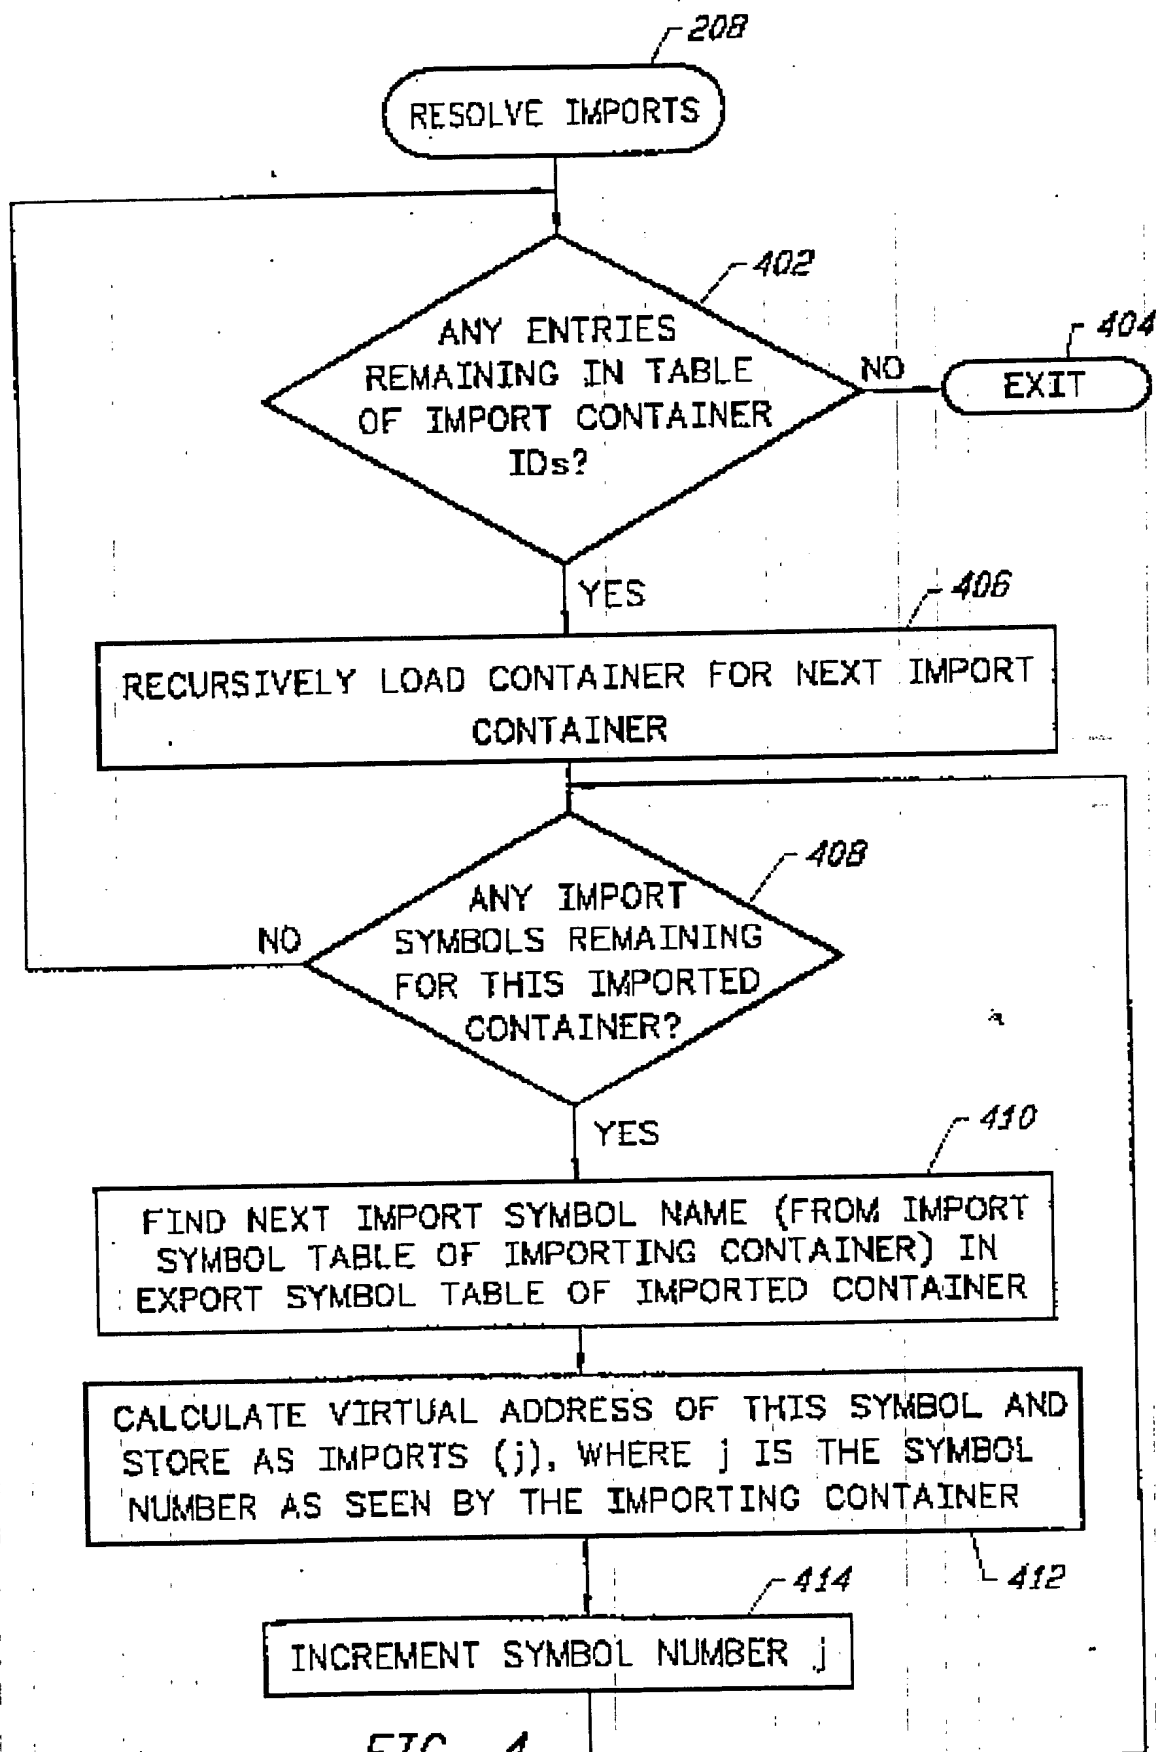 208
RESOLVE IMPORTS
402
ANY ENTRIES
REMAINING IN TABLE
OF IMPORT CONTAINER
IDs?
NO
404
EXIT
YES
406
RECURSIVELY LOAD CONTAINER FOR NEXT IMPORT
CONTAINER
408
ANY IMPORT
SYMBOLS REMAINING
FOR THIS IMPORTED
CONTAINER?
NO
YES
410
FIND NEXT IMPORT SYMBOL NAME (FROM IMPORT
SYMBOL TABLE OF IMPORTING CONTAINER) IN
EXPORT SYMBOL TABLE OF IMPORTED CONTAINER
CALCULATE VIRTUAL ADDRESS OF THIS SYMBOL AND
STORE AS IMPORTS (j), WHERE j IS THE SYMBOL
NUMBER AS SEEN BY THE IMPORTING CONTAINER
412
414
INCREMENT SYMBOL NUMBER j
FIG. 4